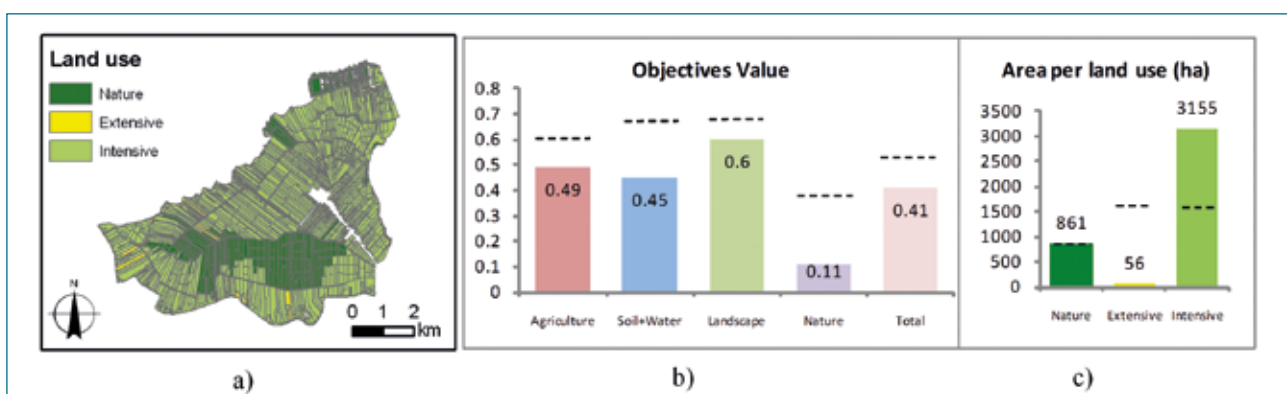 Land use
Nature
Extensive
Intensive
N
0 1 2
km
a)
Objectives Value
0.8
0.7
0.6
0.5
0.4
0.3
0.2
0.1
0
0.49
0.45
0.6
0.11
0.41
Agriculture Soil+Water Landscape Nature Total
b)
Area per land use (ha)
3500
3000
2500
2000
1500
1000
500
0
861
56
3155
Nature Extensive Intensive
c)